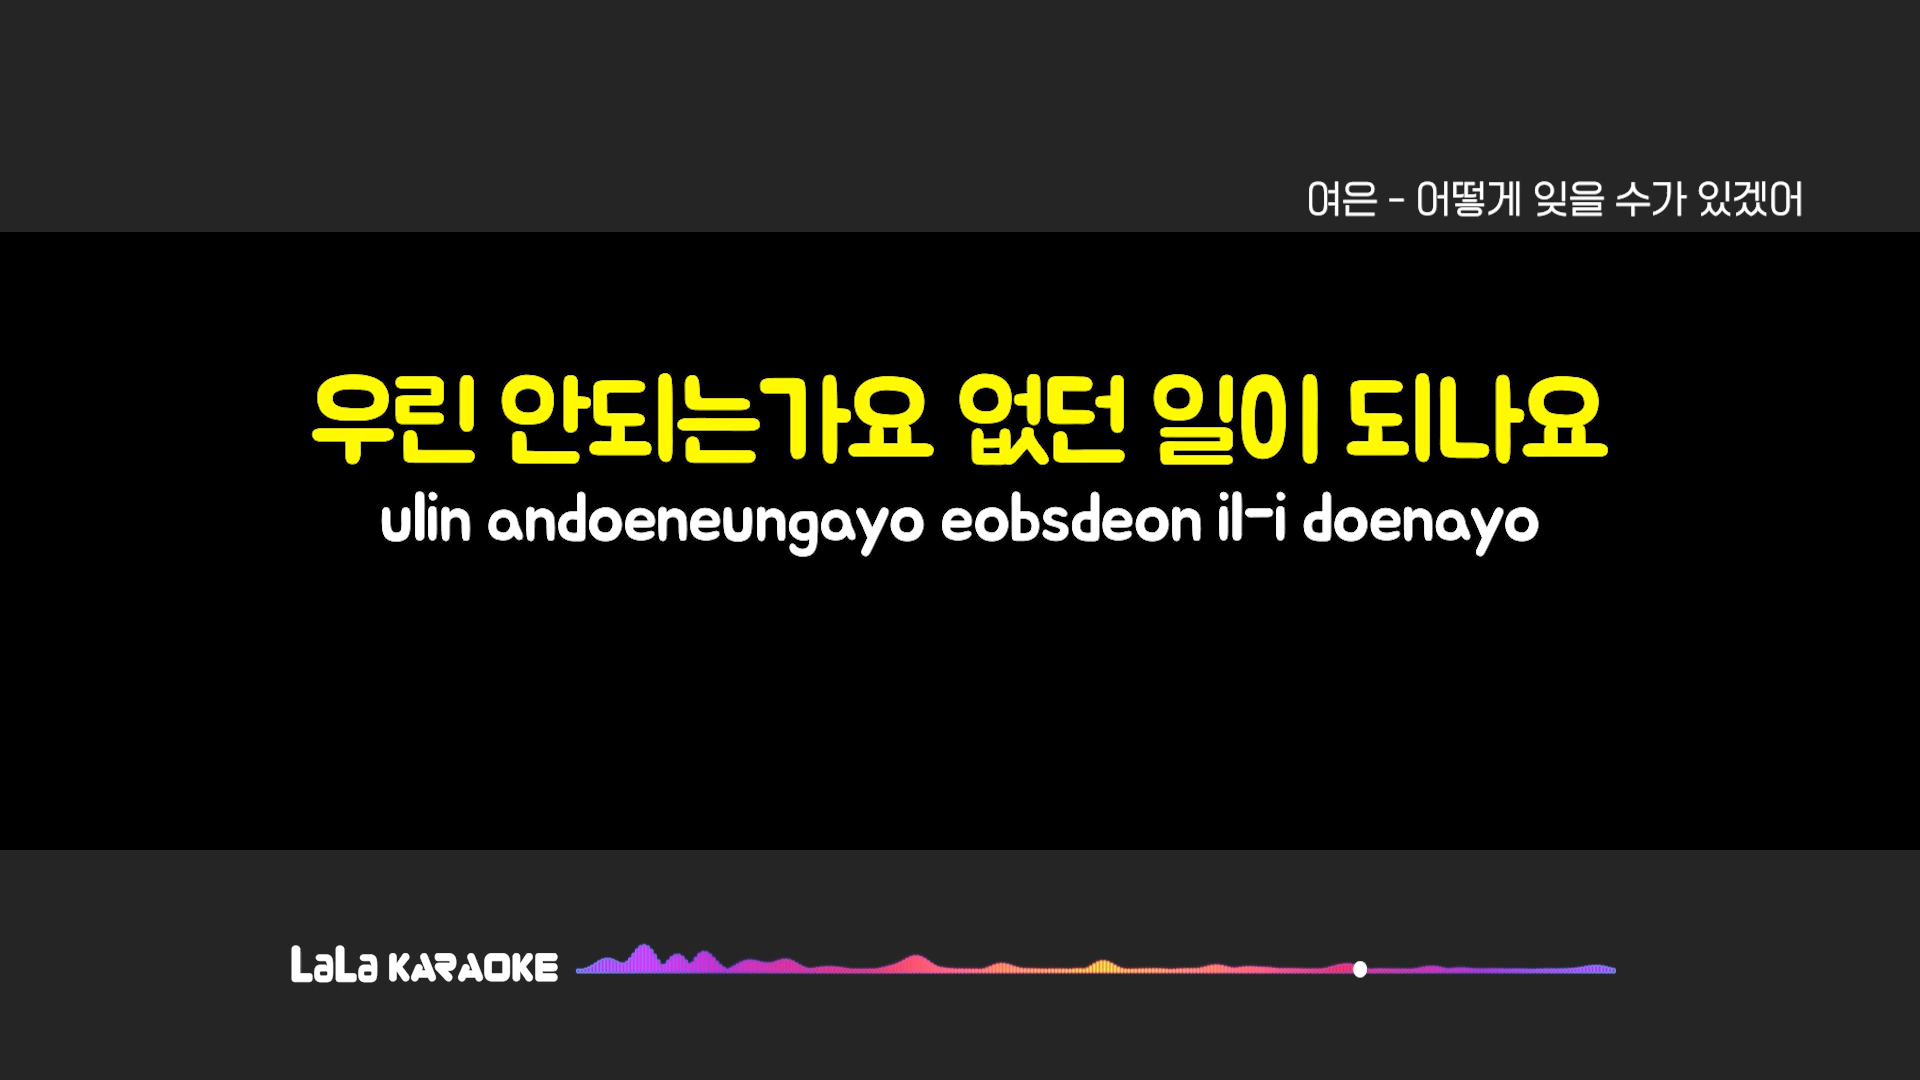 여은 - 어떻게 잊을 수가 있겠어
우린 안되는가요 없던 일이 되나요
ulin andoeneungayo eobsdeon il-i doenayo
LaLa KARAOKE